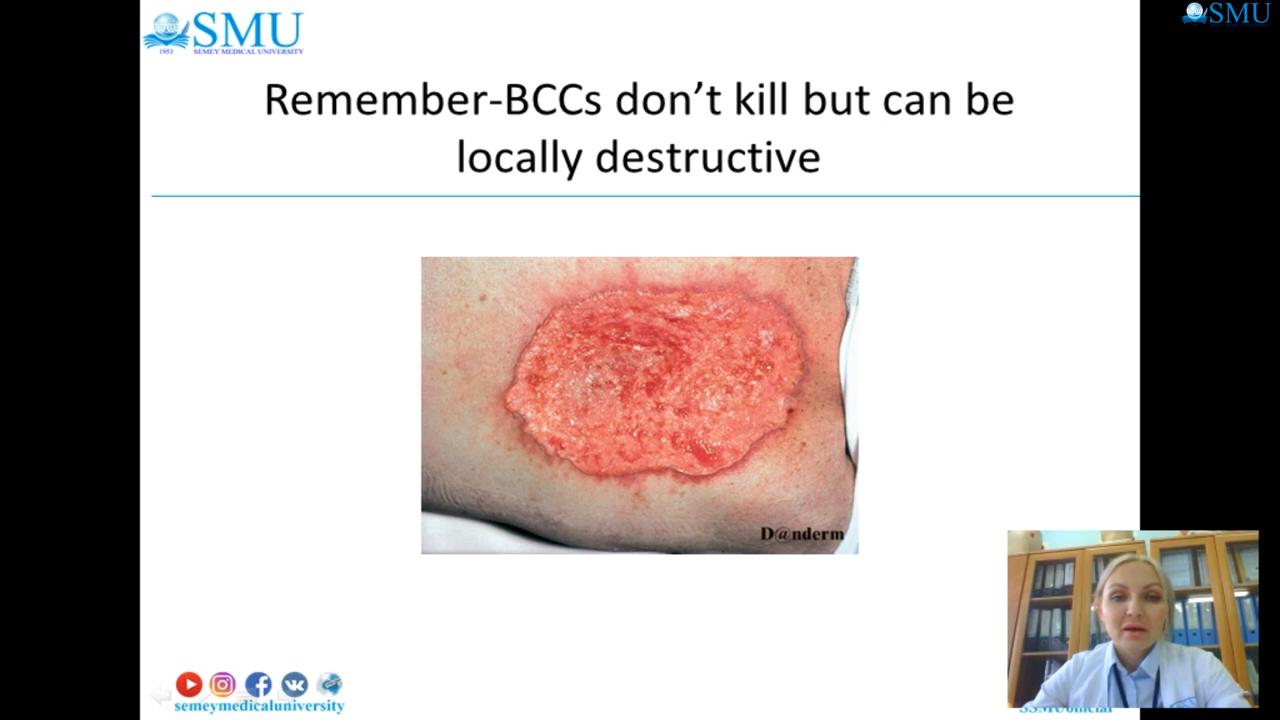 SMU
1953 SEMEY MEDICAL UNIVERSITY
SMU
Remember-BCCs don’t kill but can be
locally destructive
D@nderm
semeymedicaluniversity